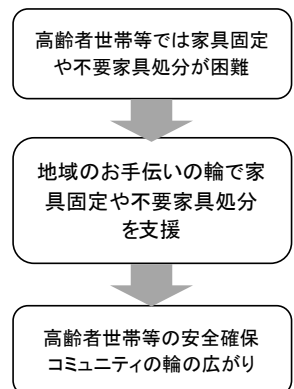 高齢者世帯等では家具固定
や不要家具処分が困難
地域のお手伝いの輪で家
具固定や不要家具処分
を支援
高齢者世帯等の安全確保
コミュニティの輪の広がり